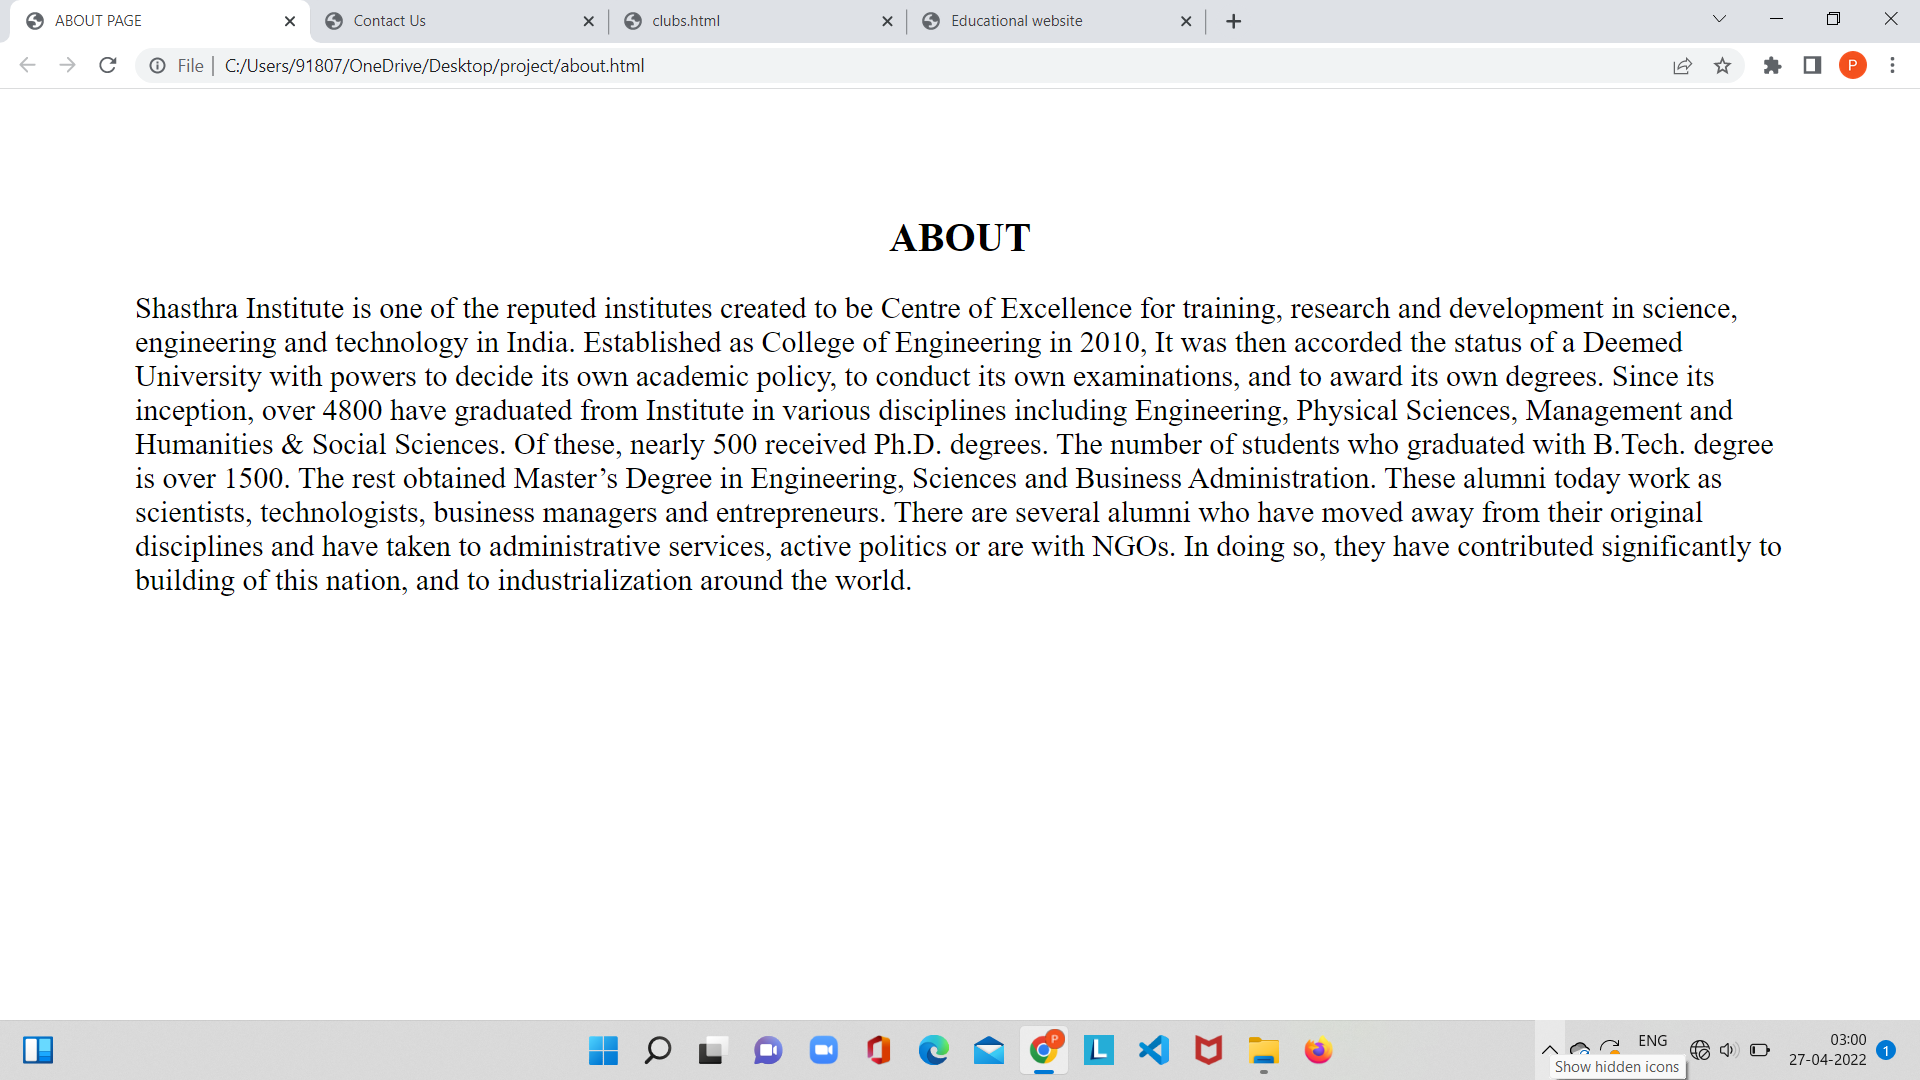 ABOUT PAGE
Contact Us
clubs.html
Educational website
File
C:/Users/91807/OneDrive/Desktop/project/about.html
P
ABOUT
Shasthra Institute is one of the reputed institutes created to be Centre of Excellence for training, research and development in science,
engineering and technology in India. Established as College of Engineering in 2010, It was then accorded the status of a Deemed
University with powers to decide its own academic policy, to conduct its own examinations, and to award its own degrees. Since its
inception, over 4800 have graduated from Institute in various disciplines including Engineering, Physical Sciences, Management and
Humanities & Social Sciences. Of these, nearly 500 received Ph.D. degrees. The number of students who graduated with B.Tech. degree
is over 1500. The rest obtained Master’s Degree in Engineering, Sciences and Business Administration. These alumni today work as
scientists, technologists, business managers and entrepreneurs. There are several alumni who have moved away from their original
disciplines and have taken to administrative services, active politics or are with NGOs. In doing so, they have contributed significantly to
building of this nation, and to industrialization around the world.
P
L
ENG
03:00
27-04-2022
1
Show hidden icons